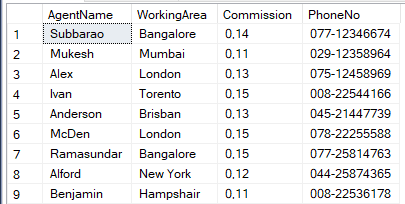 AgentName WorkingArea Commission PhoneNo
1 Subbarao Bangalore 0,14 077-12346674
2 Mukesh Mumbai 0,11 029-12358964
3 Alex London 0,13 075-12458969
4 Ivan Torento 0,15 008-22544166
5 Anderson Brisban 0,13 045-21447739
6 McDen London 0,15 078-22255588
7 Ramasundar Bangalore 0,15 077-25814763
8 Alford New York 0,12 044-25874365
9 Benjamin Hampshair 0,11 008-22536178